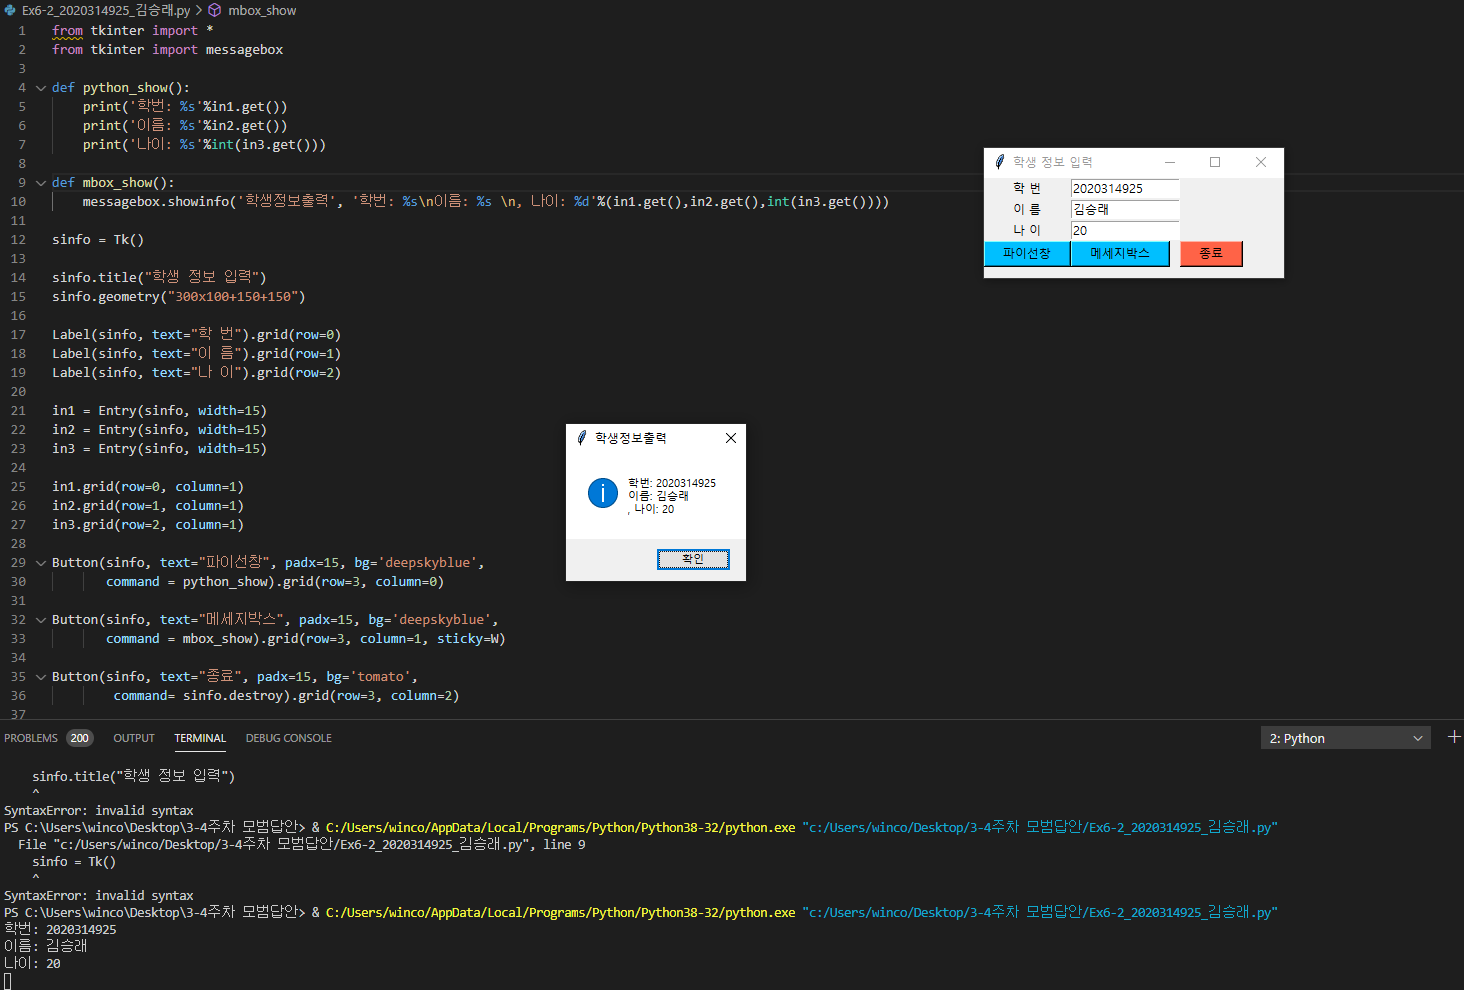 Ex6-2_2020314925_김승래.py > mbox_show
1 from tkinter import *
2 from tkinter import messagebox
3
4 def python_show():
5 print('학번: %s'%in1.get())
6 print('이름: %s'%in2.get())
7 print('나이: %s'%int(in3.get()))
8
9 def mbox_show():
10 messagebox.showinfo('학생정보출력', '학번: %s\n이름: %s \n, 나이: %d'%(in1.get(),in2.get(),int(in3.get())))
11
12 sinfo = Tk()
13
14 sinfo.title("학생 정보 입력")
15 sinfo.geometry("300x100+150+150")
16
17 Label(sinfo, text="학 번").grid(row=0)
18 Label(sinfo, text="이 름").grid(row=1)
19 Label(sinfo, text="나 이").grid(row=2)
20
21 in1 = Entry(sinfo, width=15)
22 in2 = Entry(sinfo, width=15)
23 in3 = Entry(sinfo, width=15)
24
25 in1.grid(row=0, column=1)
26 in2.grid(row=1, column=1)
27 in3.grid(row=2, column=1)
28
29 Button(sinfo, text="파이선창", padx=15, bg='deepskyblue',
30 command = python_show).grid(row=3, column=0)
31
32 Button(sinfo, text="메세지박스", padx=15, bg='deepskyblue',
33 command = mbox_show).grid(row=3, column=1, sticky=W)
34
35 Button(sinfo, text="종료", padx=15, bg='tomato',
36 command= sinfo.destroy).grid(row=3, column=2)
37
학생 정보 입력
학 번 2020314925
이 름 김승래
나 이 20
파이선창 메세지박스 종료
학생정보출력
학번: 2020314925
이름: 김승래
, 나이: 20
확인
PROBLEMS 200 OUTPUT TERMINAL DEBUG CONSOLE 2: Python
sinfo.title("학생 정보 입력")
^
SyntaxError: invalid syntax
PS C:\Users\winco\Desktop\3-4주차 모범답안> & C:/Users/winco/AppData/Local/Programs/Python/Python38-32/python.exe "c:/Users/winco/Desktop/3-4주차 모범답안/Ex6-2_2020314925_김승래.py"
File "c:/Users/winco/Desktop/3-4주차 모범답안/Ex6-2_2020314925_김승래.py", line 9
sinfo = Tk()
^
SyntaxError: invalid syntax
PS C:\Users\winco\Desktop\3-4주차 모범답안> & C:/Users/winco/AppData/Local/Programs/Python/Python38-32/python.exe "c:/Users/winco/Desktop/3-4주차 모범답안/Ex6-2_2020314925_김승래.py"
학번: 2020314925
이름: 김승래
나이: 20